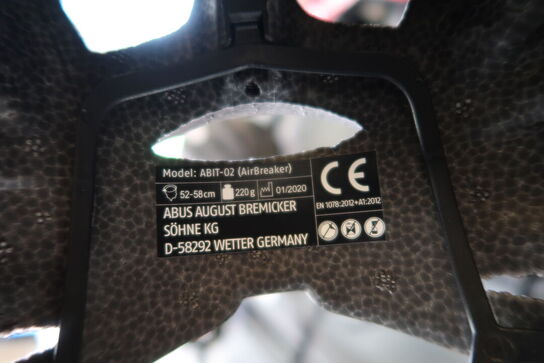 Model: ABIT-02 (AirBreaker)
52-58cm 220g 01/2020
ABUS AUGUST BREMICKER
SÖHNE KG
D-58292 WETTER GERMANY
CE
EN 1078:2012+A1:2012